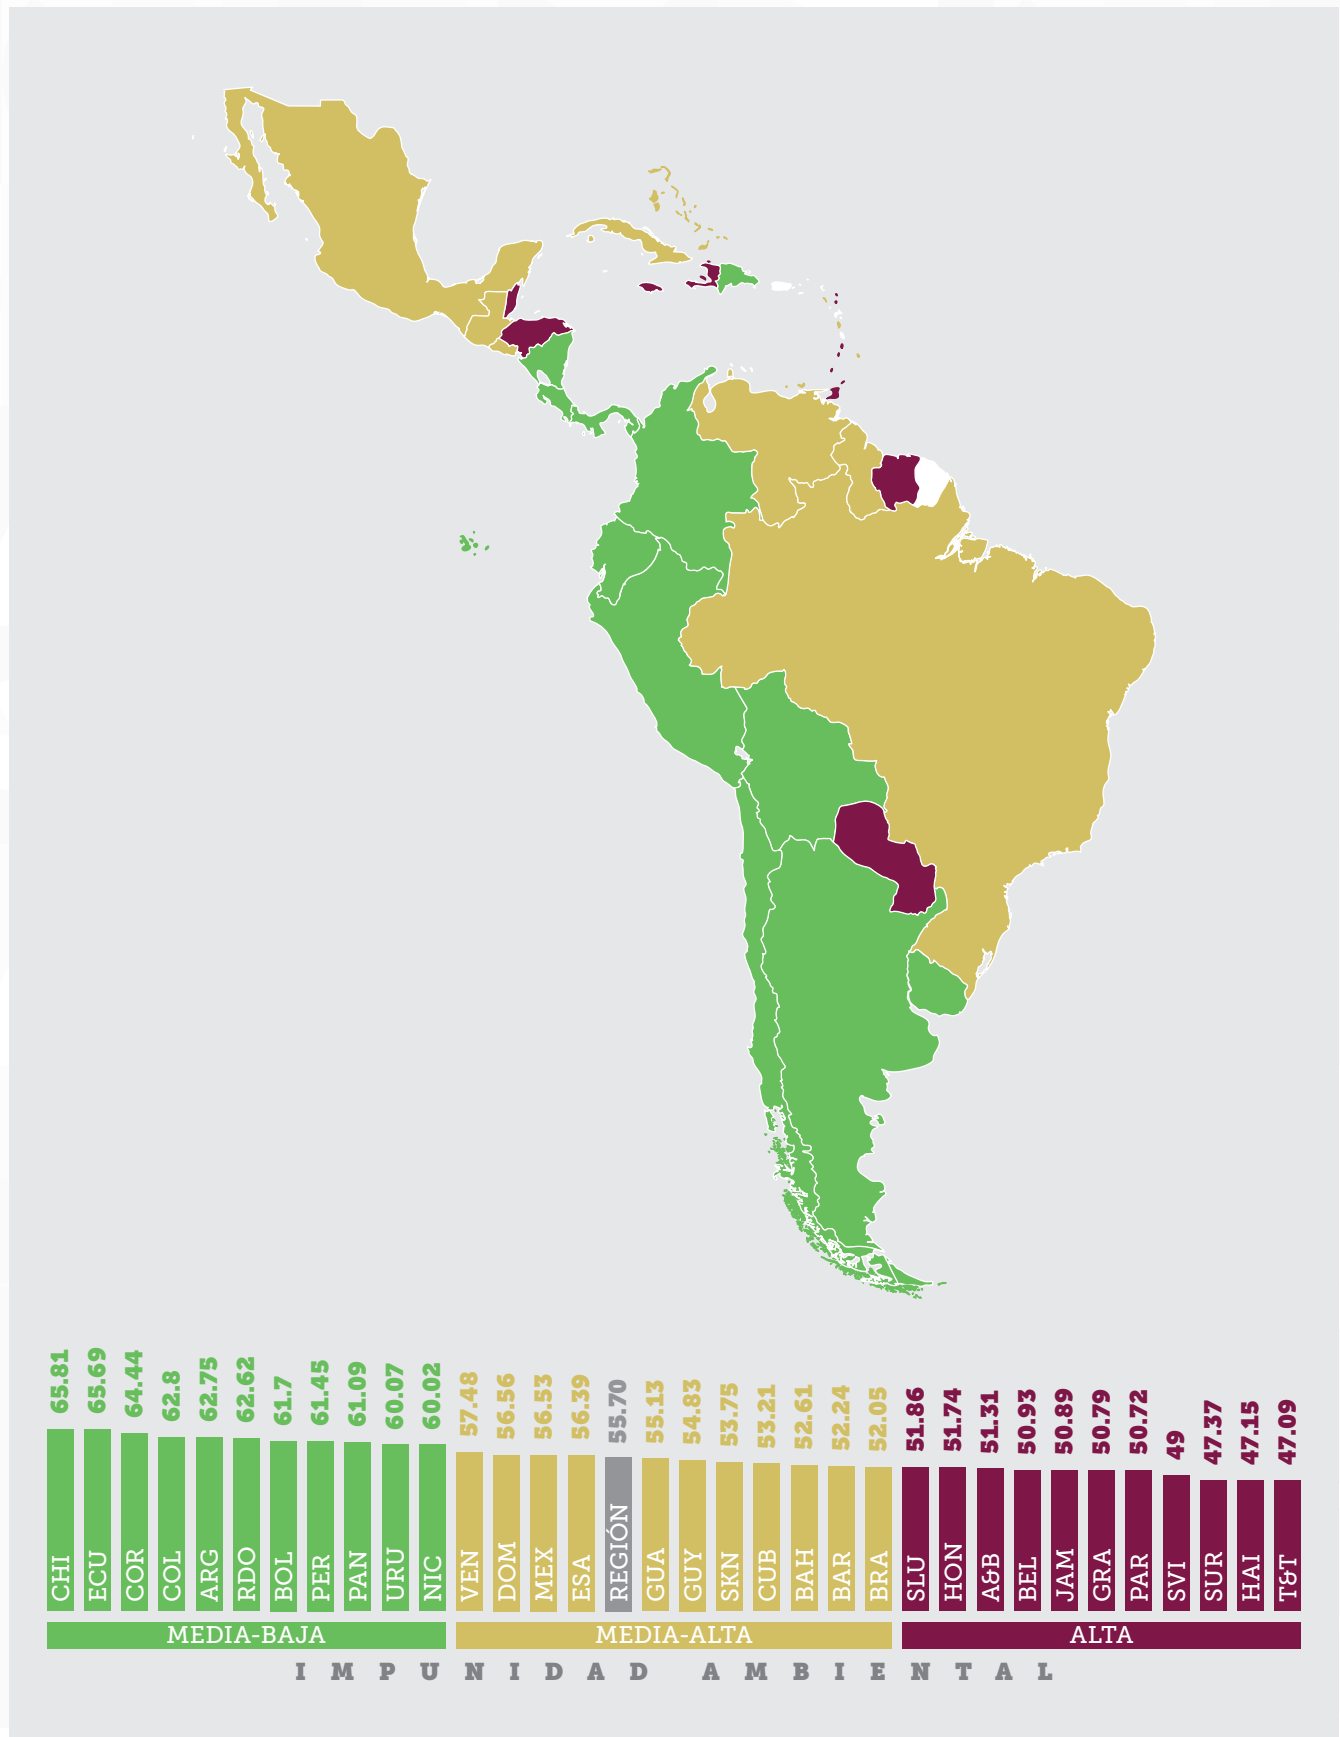 65.81 65.69 64.44 62.8 62.75 62.62 61.7 61.45 61.09 60.07 60.02 57.48 56.56 56.53 56.39 55.70 55.13 54.83 53.75 53.21 52.61 52.24 52.05 51.86 51.74 51.31 50.93 50.89 50.79 50.72 49 47.37 47.15 47.09
CHI ECU COR COL ARG RDO BOL PER PAN URU NIC VEN DOM MEX ESA REGIÓN GUA GUY SKN CUB BAH BAR BRA SLU HON A&B BEL JAM GRA PAR SVI SUR HAI T&T
MEDIA-BAJA MEDIA-ALTA ALTA
IMPUNIDAD AMBIENTAL